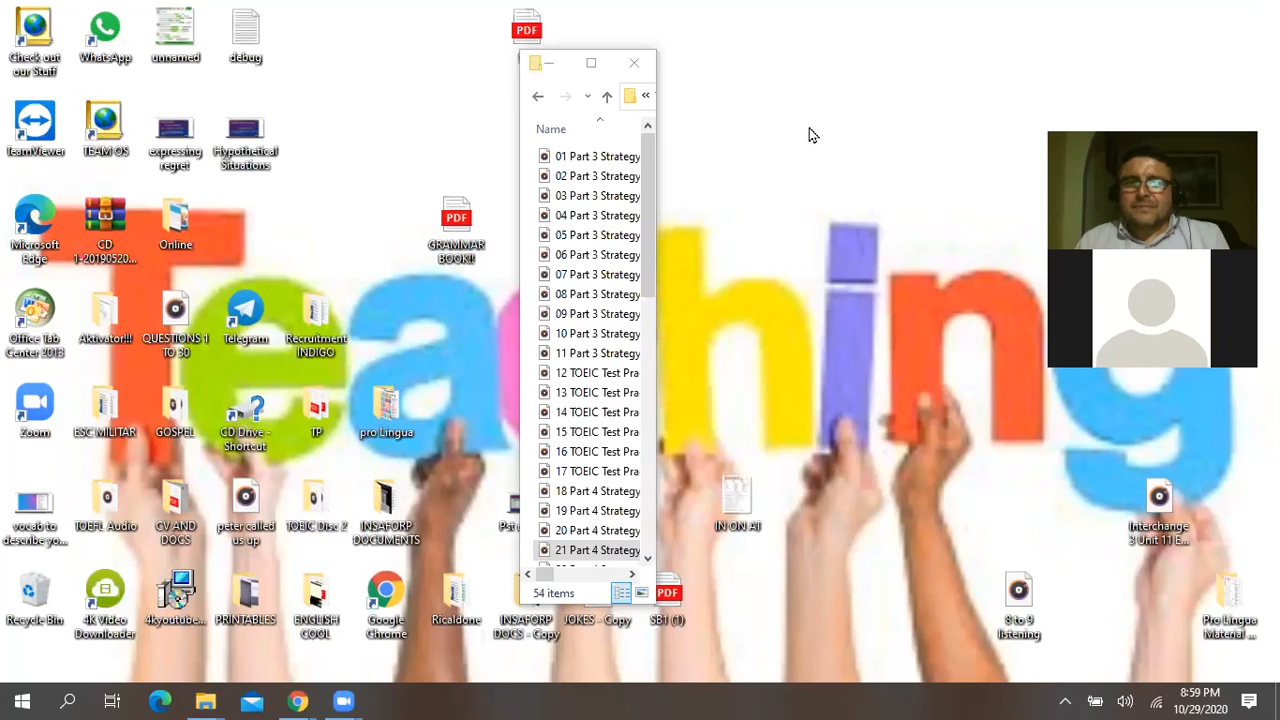 Check out
our Stuff
WhatsApp
unnamed
debug
PDF
TeamViewer
TEAM OS
expressing
regret
Hypothetical
Situations
Name
01 Part 3 Strategy
02 Part 3 Strategy
03 Part 3 Strategy
04 Part 3 Strategy
05 Part 3 Strategy
06 Part 3 Strategy
07 Part 3 Strategy
08 Part 3 Strategy
09 Part 3 Strategy
10 Part 3 Strategy
11 Part 3 Strategy
12 TOEIC Test Pra
13 TOEIC Test Pra
14 TOEIC Test Pra
15 TOEIC Test Pra
16 TOEIC Test Pra
17 TOEIC Test Pra
18 Part 4 Strategy
19 Part 4 Strategy
20 Part 4 Strategy
21 Part 4 Strategy
54 items
Microsoft
Edge
CD
1-20190520...
Online
PDF
GRAMMAR
BOOK!!
Teaching
Office Tab
Center 2013
Aktivator!!!
QUESTIONS 1
TO 30
Telegram
Recruitment
INDIGO
Zoom
ESC MILITAR
GOSPEL
CD Drive -
Shortcut
TP
pro Lingua
vocab to
describe yo...
TOEFL Audio
CV AND
DOCS
peter called
us up
TOEIC Disc 2
INSAFORP
DOCUMENTS
IN ON AT
Interchange
3 Unit 11 E...
Recycle Bin
4K Video
Downloader
4kyoutube...
PRINTABLES
ENGLISH
COOL
Google
Chrome
Ricaldone
INSAFORP
DOCS - Copy
JOKES - Copy
PDF
SB1 (1)
8 to 9
listening
Pro Lingua
Material ...
8:59 PM
10/29/2020